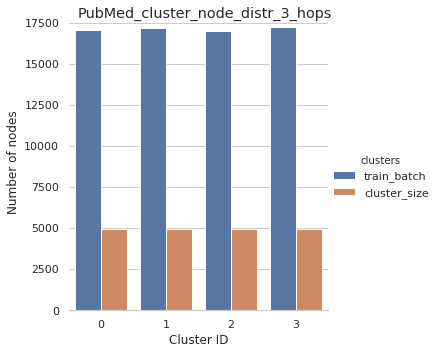 PubMed_cluster_node_distr_3_hops
17500
15000
12500
10000
7500
5000
2500
0
Number of nodes
0 1 2 3
Cluster ID
clusters
train_batch
cluster_size